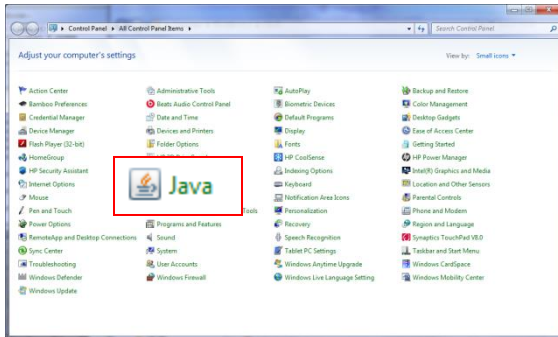 Control Panel ▸ All Control Panel Items ▸
Search Control Panel
Adjust your computer's settings
View by: Small icons
Action Center
Administrative Tools
AutoPlay
Backup and Restore
Bamboo Preferences
Beats Audio Control Panel
Biometric Devices
Color Management
Credential Manager
Date and Time
Default Programs
Desktop Gadgets
Device Manager
Devices and Printers
Display
Ease of Access Center
Flash Player (32-bit)
Folder Options
Fonts
Getting Started
HomeGroup
HP CoolSense
HP Power Manager
HP Security Assistant
Java
Indexing Options
Intel(R) Graphics and Media
Internet Options
Keyboard
Location and Other Sensors
Mouse
Notification Area Icons
Parental Controls
Pen and Touch
Tools
Personalization
Phone and Modem
Power Options
Programs and Features
Recovery
Region and Language
RemoteApp and Desktop Connections
Sound
Speech Recognition
Synaptics TouchPad V8.0
Sync Center
System
Tablet PC Settings
Taskbar and Start Menu
Troubleshooting
User Accounts
Windows Anytime Upgrade
Windows CardSpace
Windows Defender
Windows Firewall
Windows Live Language Setting
Windows Mobility Center
Windows Update